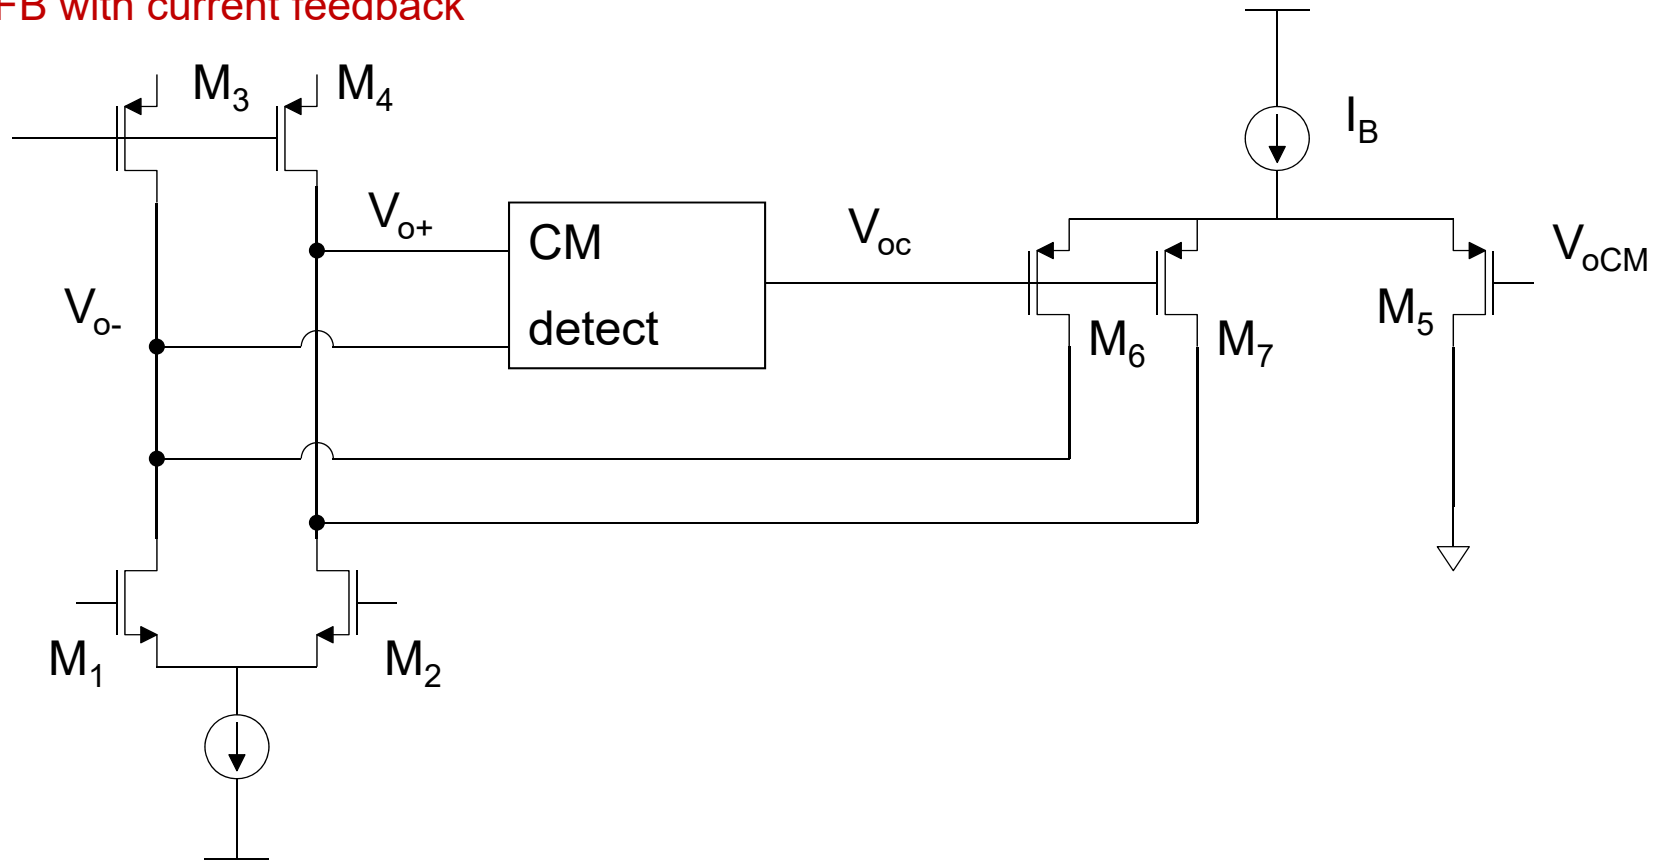 FB with current feedback
M3
M4
IB
Vo+
CM
detect
Voc
VoCM
Vo-
M6
M7
M5
M1
M2